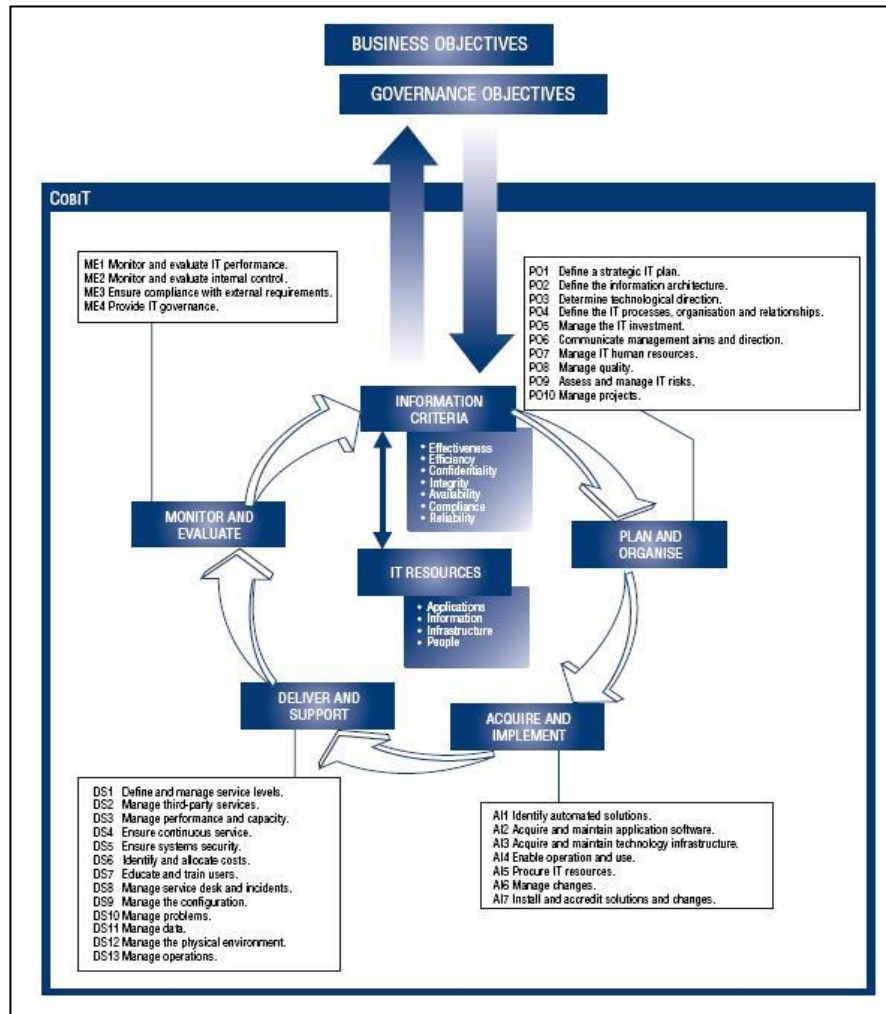 BUSINESS OBJECTIVES
GOVERNANCE OBJECTIVES
COBIT
ME1 Monitor and evaluate IT performance.
ME2 Monitor and evaluate internal control.
ME3 Ensure compliance with external requirements.
ME4 Provide IT governance.
PO1 Define a strategic IT plan.
PO2 Define the information architecture.
PO3 Determine technological direction.
PO4 Define the IT processes, organisation and relationships.
PO5 Manage the IT investment.
PO6 Communicate management aims and direction.
PO7 Manage IT human resources.
PO8 Manage quality.
PO9 Assess and manage IT risks.
PO10 Manage projects.
INFORMATION
CRITERIA
• Effectiveness
• Efficiency
• Confidentiality
• Integrity
• Availability
• Compliance
• Reliability
MONITOR AND
EVALUATE
PLAN AND
ORGANISE
IT RESOURCES
• Applications
• Information
• Infrastructure
• People
DELIVER AND
SUPPORT
ACQUIRE AND
IMPLEMENT
DS1 Define and manage service levels.
DS2 Manage third-party services.
DS3 Manage performance and capacity.
DS4 Ensure continuous service.
DS5 Ensure systems security.
DS6 Identify and allocate costs.
DS7 Educate and train users.
DS8 Manage service desk and incidents.
DS9 Manage the configuration.
DS10 Manage problems.
DS11 Manage data.
DS12 Manage the physical environment.
DS13 Manage operations.
AI1 Identify automated solutions.
AI2 Acquire and maintain application software.
AI3 Acquire and maintain technology infrastructure.
AI4 Enable operation and use.
AI5 Procure IT resources.
AI6 Manage changes.
AI7 Install and accredit solutions and changes.